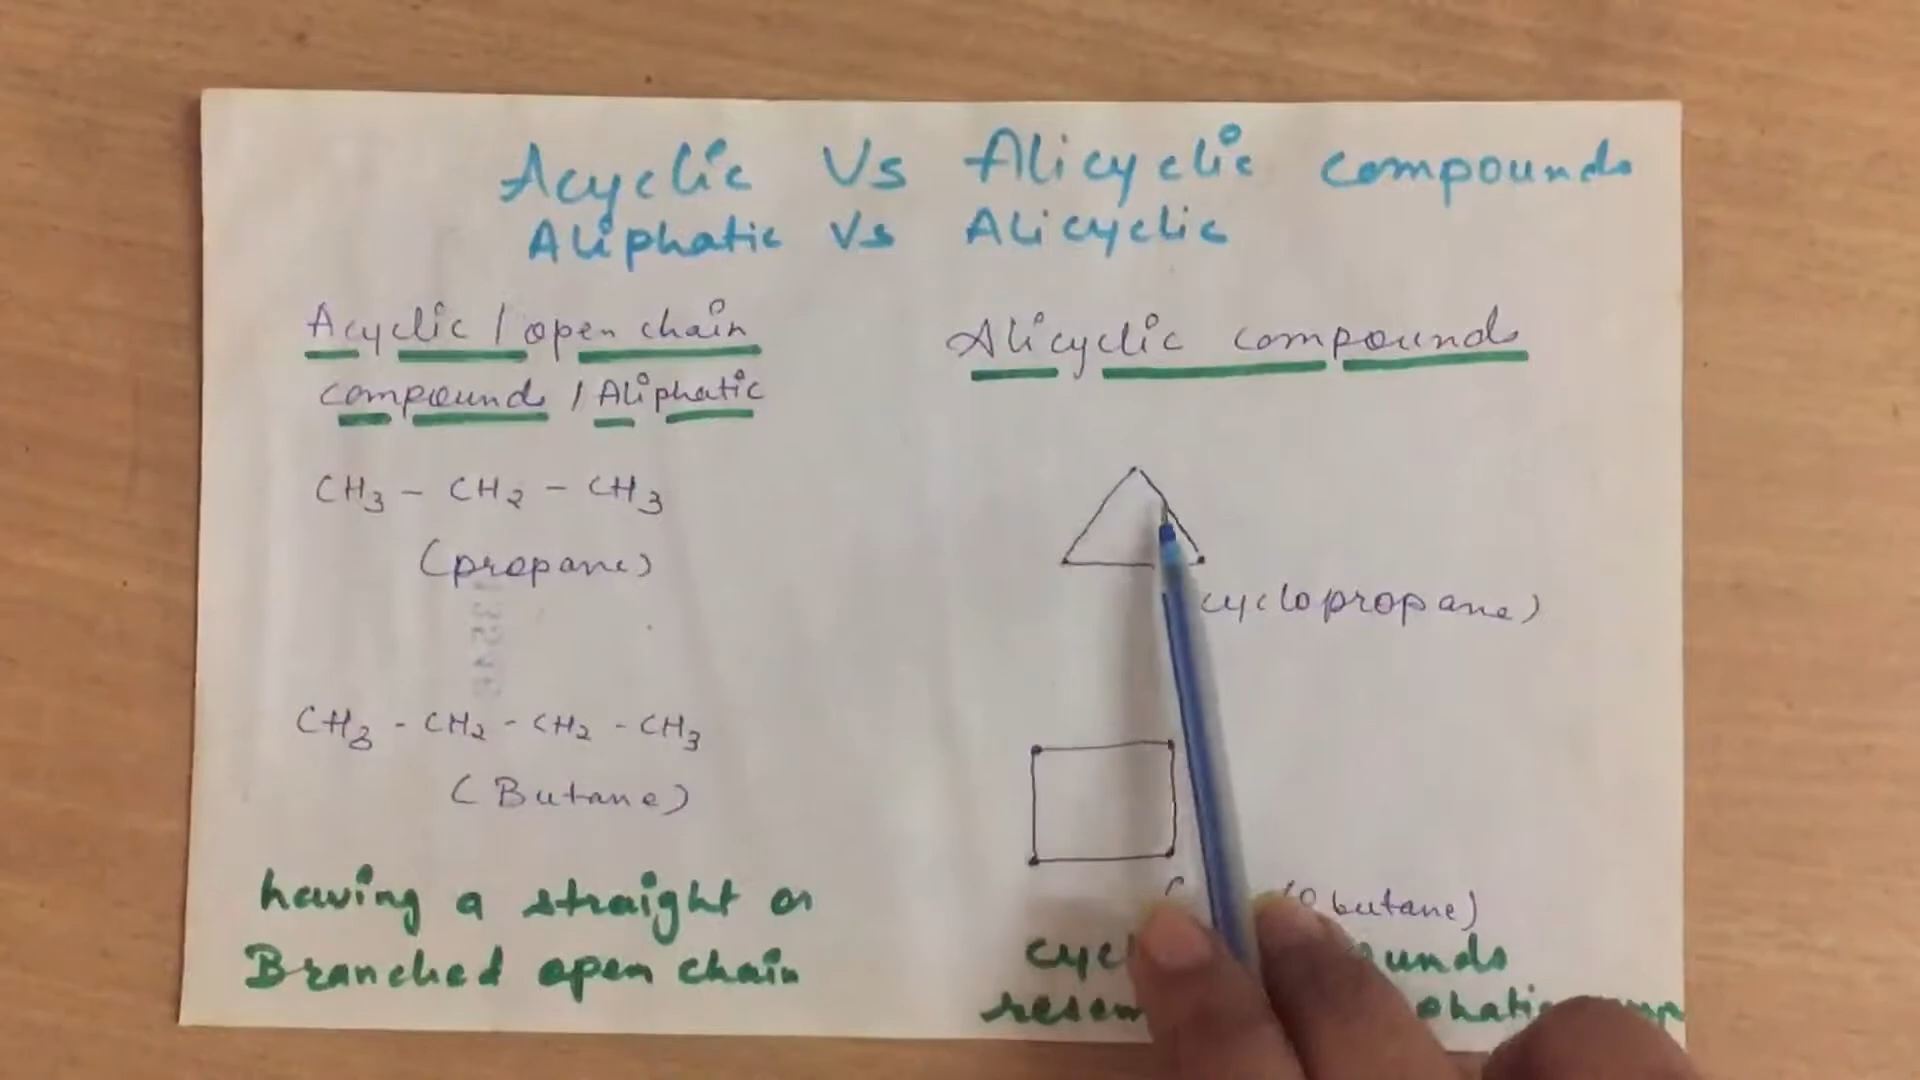 Acyclic Vs Alicyclic compounds
Aliphatic Vs Alicyclic
Acyclic / open chain
compounds / Aliphatic
CH3 - CH2 - CH3
(propane)
CH3 - CH2 - CH2 - CH3
(Butane)
having a straight or
Branched open chain
Alicyclic compounds
cyclopropane)
butane)